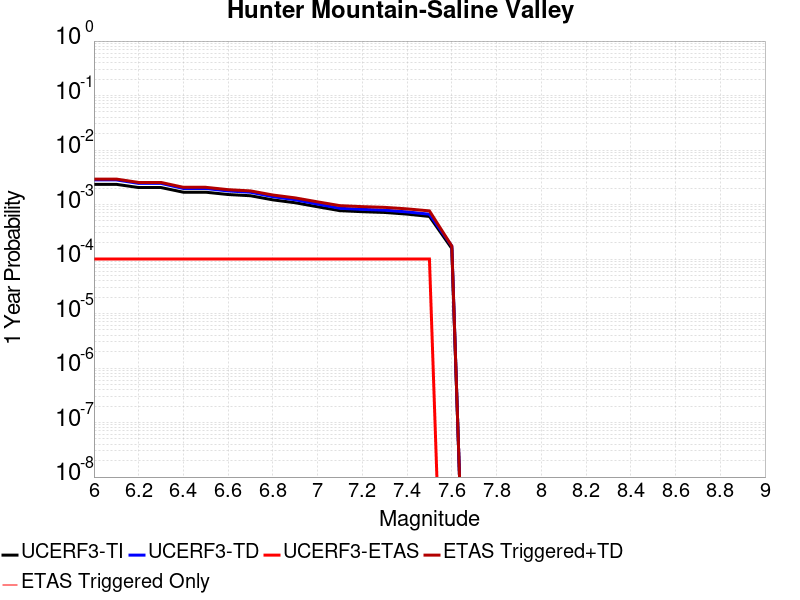 Hunter Mountain-Saline Valley
1 Year Probability
10^0
10^-1
10^-2
10^-3
10^-4
10^-5
10^-6
10^-7
10^-8
6 6.2 6.4 6.6 6.8 7 7.2 7.4 7.6 7.8 8 8.2 8.4 8.6 8.8 9
Magnitude
UCERF3-TI UCERF3-TD UCERF3-ETAS ETAS Triggered+TD
ETAS Triggered Only